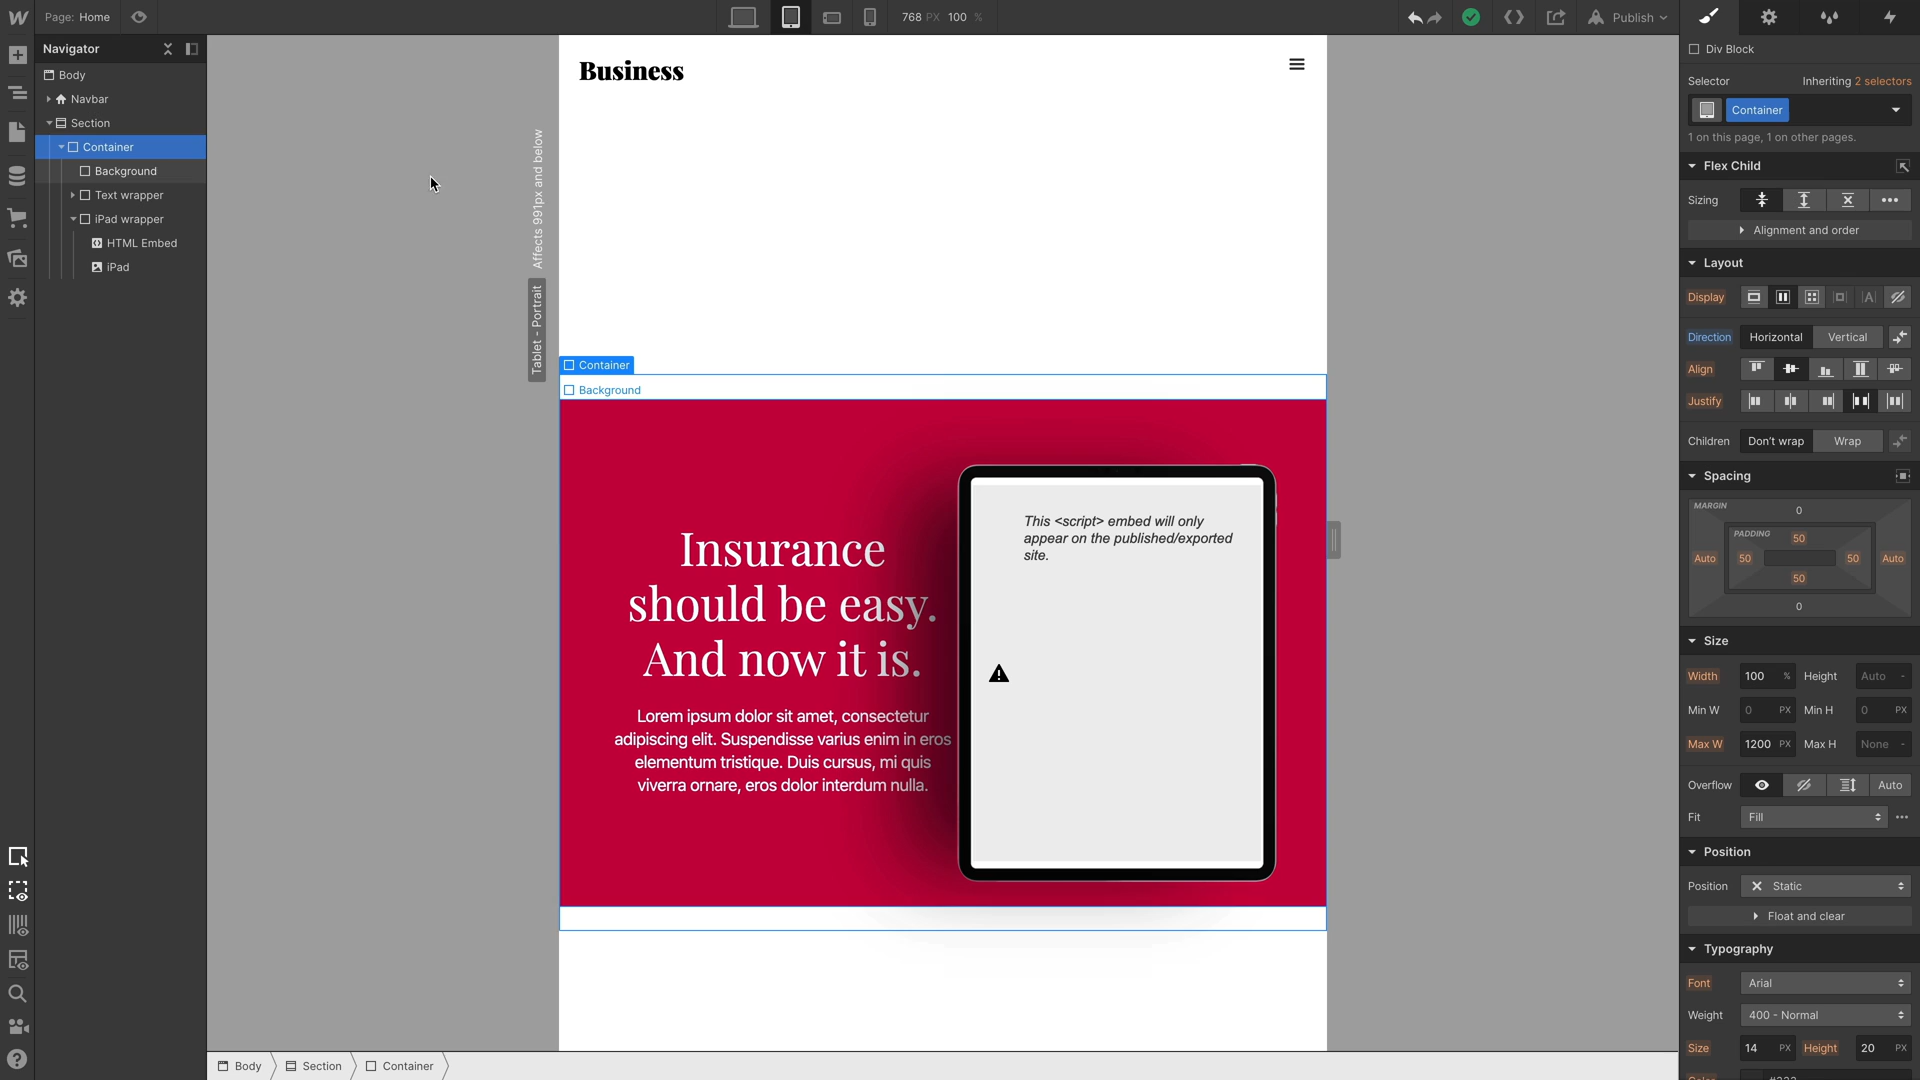 Page: Home
768 PX 100 %
Publish
Navigator
Body
Navbar
Section
Container
Background
Text wrapper
iPad wrapper
HTML Embed
iPad
Affects 991px and below
Tablet - Portrait
Business
Container
Background
Insurance
should be easy.
And now it is.
Lorem ipsum dolor sit amet, consectetur
adipiscing elit. Suspendisse varius enim in eros
elementum tristique. Duis cursus, mi quis
viverra ornare, eros dolor interdum nulla.
This <script> embed will only
appear on the published/exported
site.
Body
Section
Container
Div Block
Selector Inheriting 2 selectors
Container
1 on this page, 1 on other pages.
Flex Child
Sizing
Alignment and order
Layout
Display
Direction Horizontal Vertical
Align
Justify
Children Don't wrap Wrap
Spacing
MARGIN
0
PADDING
50
Auto 50 50 Auto
50
0
Size
Width 100 % Height Auto -
Min W 0 PX Min H 0 PX
Max W 1200 PX Max H None -
Overflow Auto
Fit Fill
Position
Position Static
Float and clear
Typography
Font Arial
Weight 400 - Normal
Size 14 PX Height 20 PX